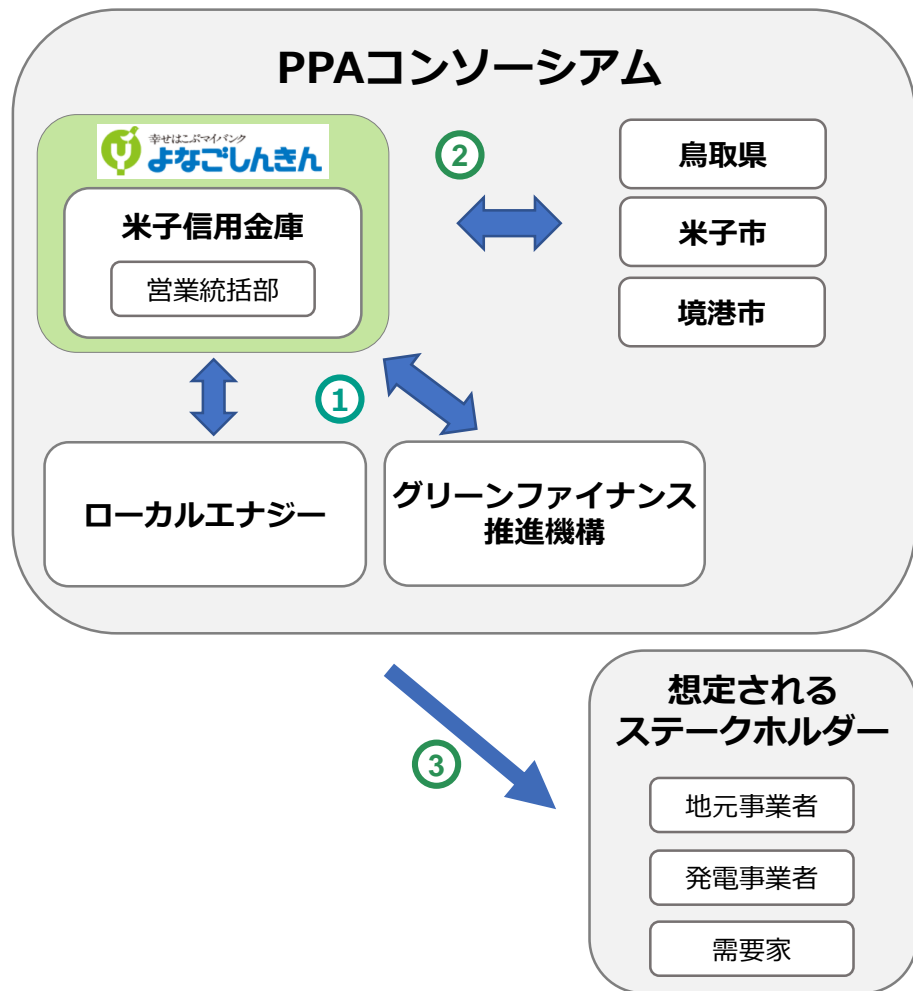 PPAコンソーシアム
幸せはこぶマイバンク
よなごしんきん
米子信用金庫
営業統括部
②
鳥取県
米子市
境港市
①
ローカルエナジー
グリーンファイナンス
推進機構
③
想定される
ステークホルダー
地元事業者
発電事業者
需要家